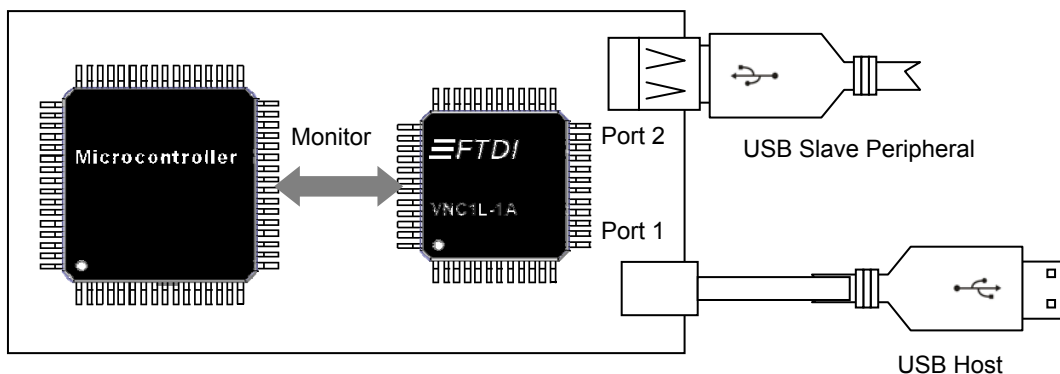 Microcontroller
Monitor
FTDI
VNC1L-1A
Port 2
USB Slave Peripheral
Port 1
USB Host